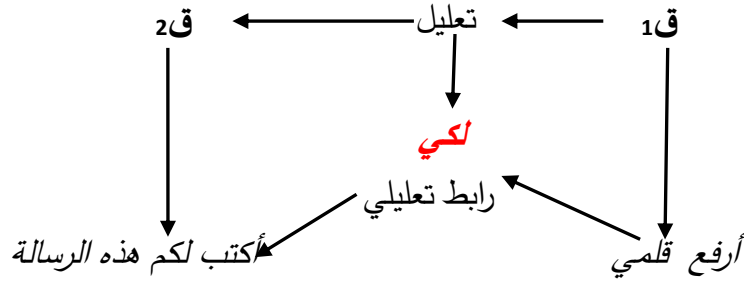 ق1 تعليل ق2
لكي
رابط تعليلي
أرفع قلمي أكتب لكم هذه الرسالة